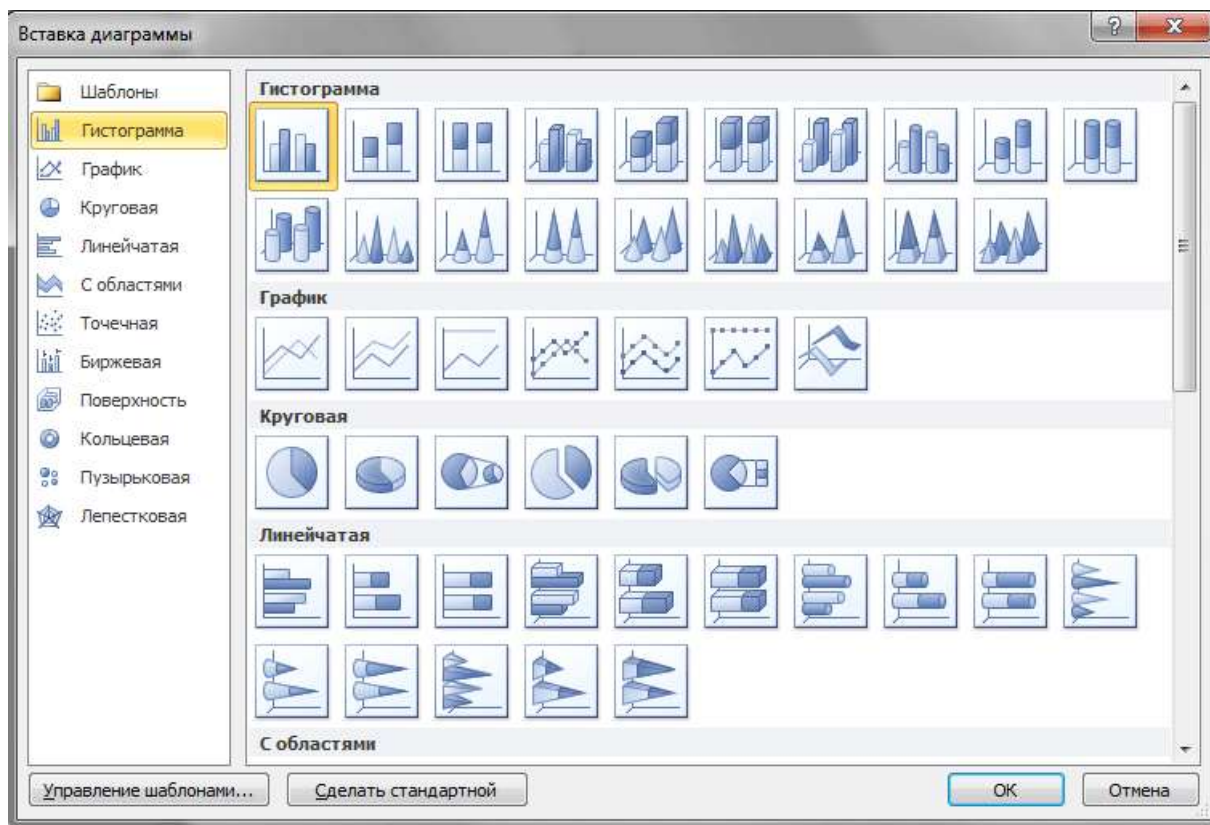 Вставка диаграммы
Шаблоны
Гистограмма
График
Круговая
Линейчатая
С областями
Точечная
Биржевая
Поверхность
Кольцевая
Пузырьковая
Лепестковая
Гистограмма
График
Круговая
Линейчатая
С областями
Управление шаблонами...
Сделать стандартной
ОК
Отмена